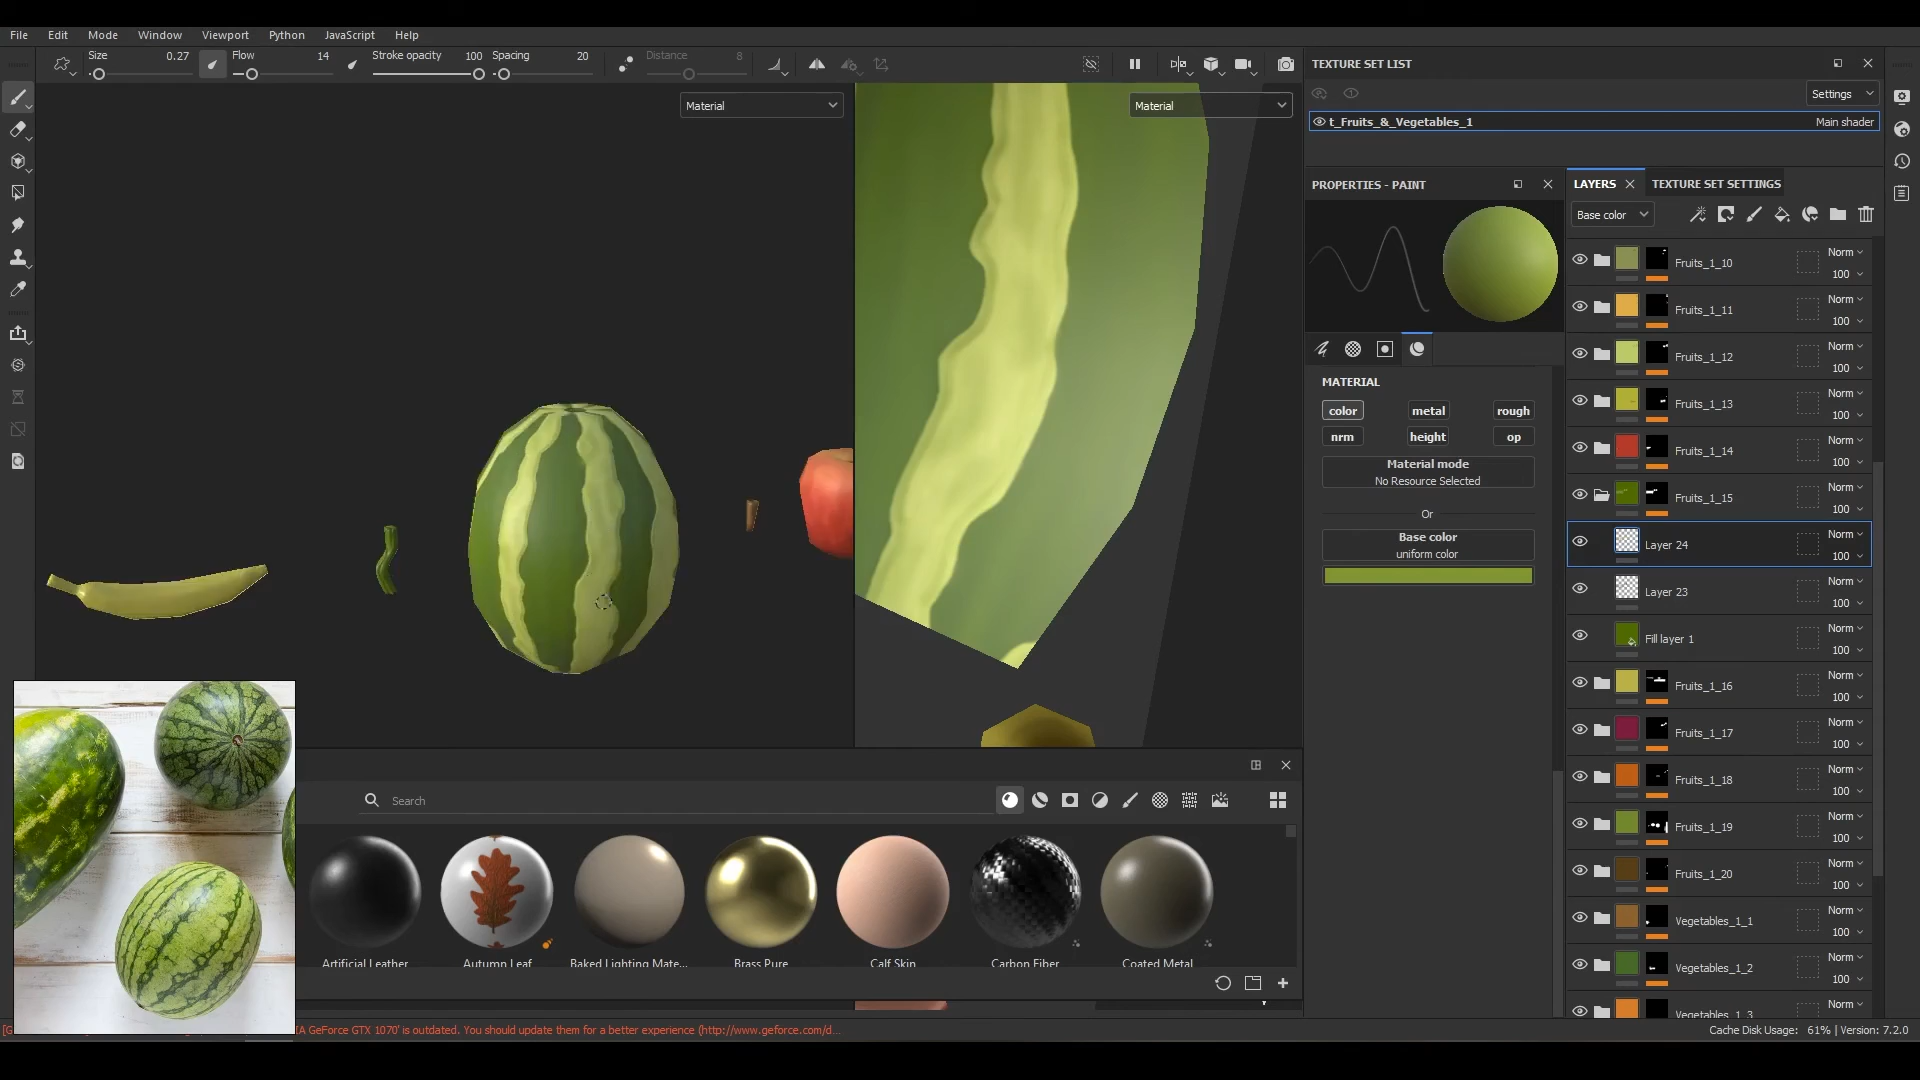 File Edit Mode Window Viewport Python JavaScript Help
Size 0.27 Flow 14 Stroke opacity 100 Spacing 20 Distance 8
Material
Material
TEXTURE SET LIST
Settings
t_Fruits_&_Vegetables_1 Main shader
PROPERTIES - PAINT
LAYERS TEXTURE SET SETTINGS
Base color
Norm
Fruits_1_10
100
Norm
Fruits_1_11
100
Norm
Fruits_1_12
100
Norm
Fruits_1_13
100
Norm
Fruits_1_14
100
Norm
Fruits_1_15
100
Norm
Layer 24
100
Norm
Layer 23
100
Norm
Fill layer 1
100
Norm
Fruits_1_16
100
Norm
Fruits_1_17
100
Norm
Fruits_1_18
100
Norm
Fruits_1_19
100
Norm
Fruits_1_20
100
Norm
Vegetables_1_1
100
Norm
Vegetables_1_2
100
Norm
Vegetables_1_3
MATERIAL
color metal rough
nrm height op
Material mode
No Resource Selected
Or
Base color
uniform color
Search
Artificial Leather Autumn Leaf Baked Lighting Mate... Brass Pure Calf Skin Carbon Fiber Coated Metal
[G IA GeForce GTX 1070' is outdated. You should update them for a better experience (http://www.geforce.com/d...
Cache Disk Usage: 61% | Version: 7.2.0